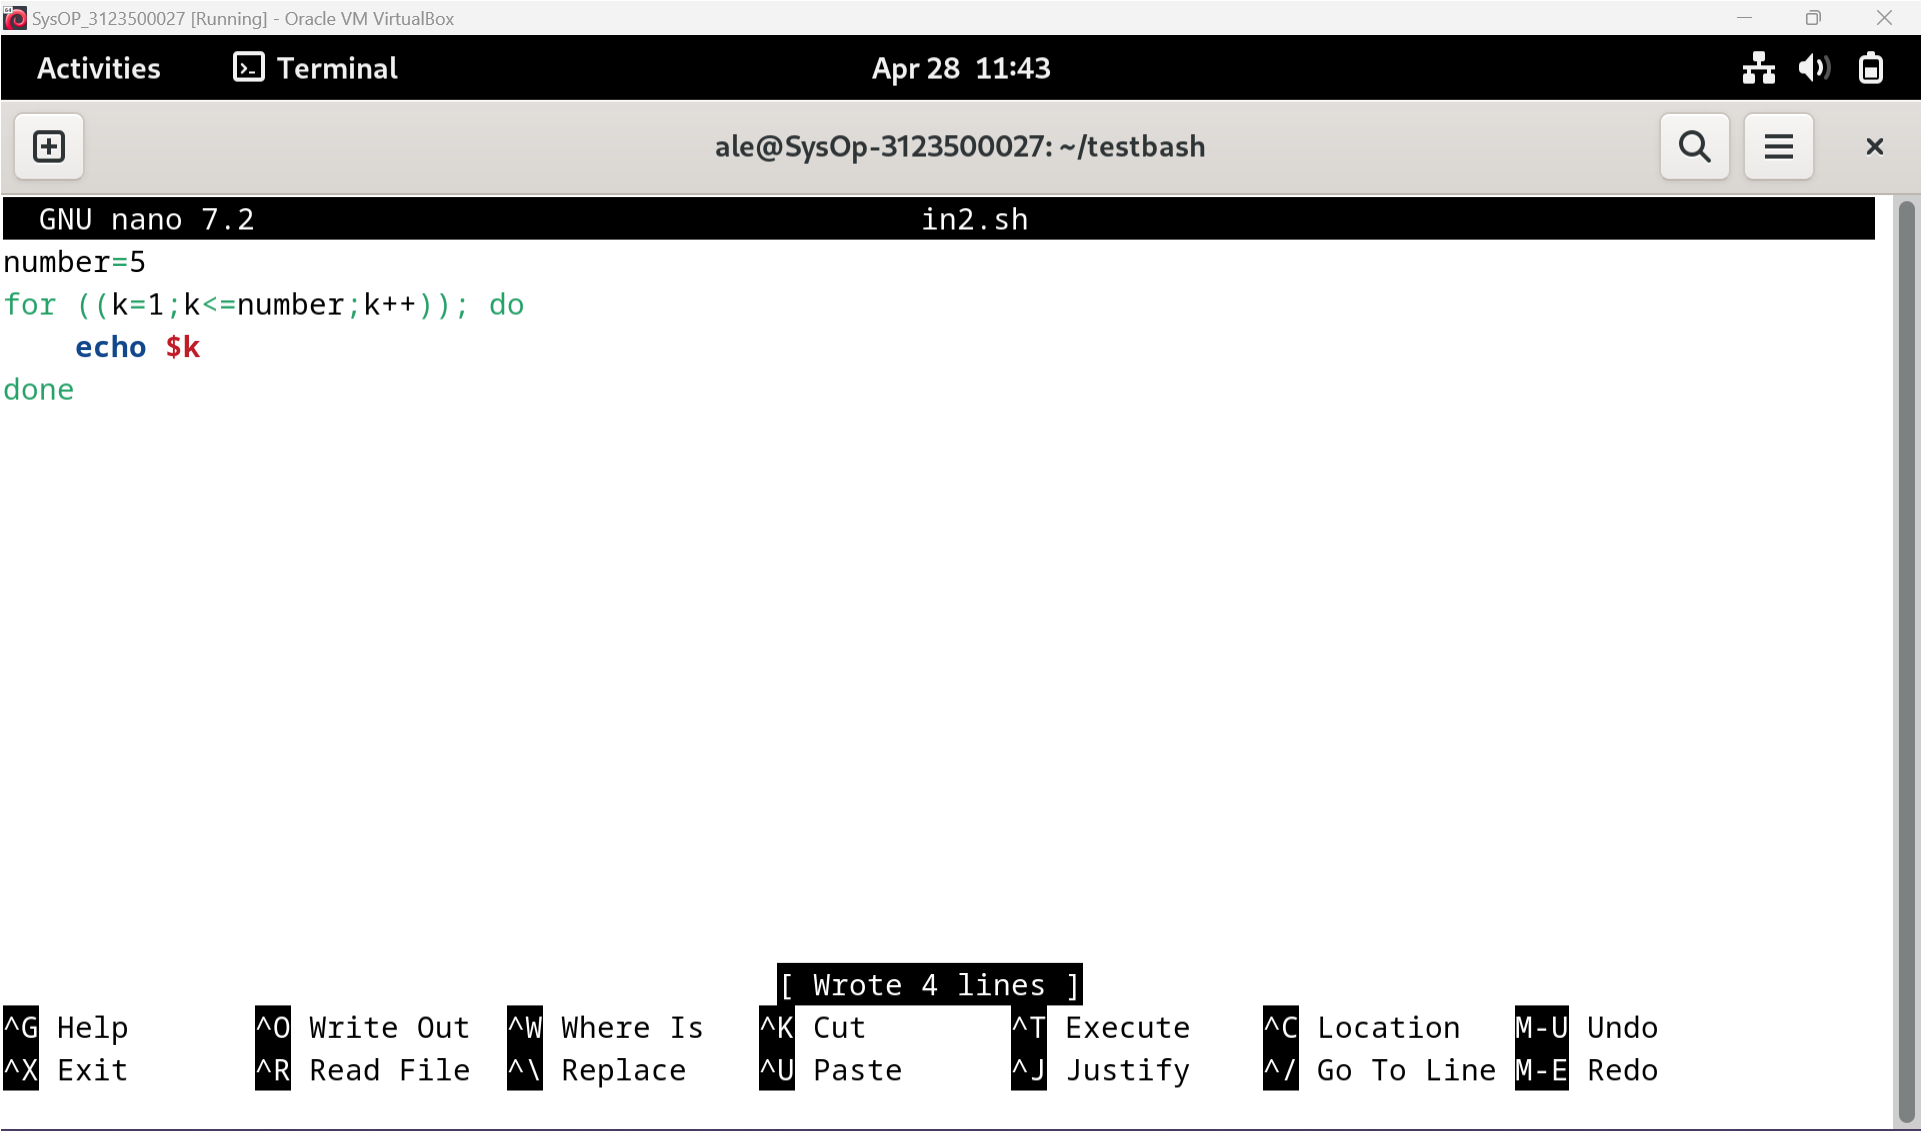 SysOP_3123500027 [Running] - Oracle VM VirtualBox
Activities Terminal Apr 28 11:43
ale@SysOp-3123500027: ~/testbash
GNU nano 7.2 in2.sh
number=5
for ((k=1;k<=number;k++)); do
    echo $k
done
[ Wrote 4 lines ]
^G Help ^O Write Out ^W Where Is ^K Cut ^T Execute ^C Location M-U Undo
^X Exit ^R Read File ^\ Replace ^U Paste ^J Justify ^/ Go To Line M-E Redo